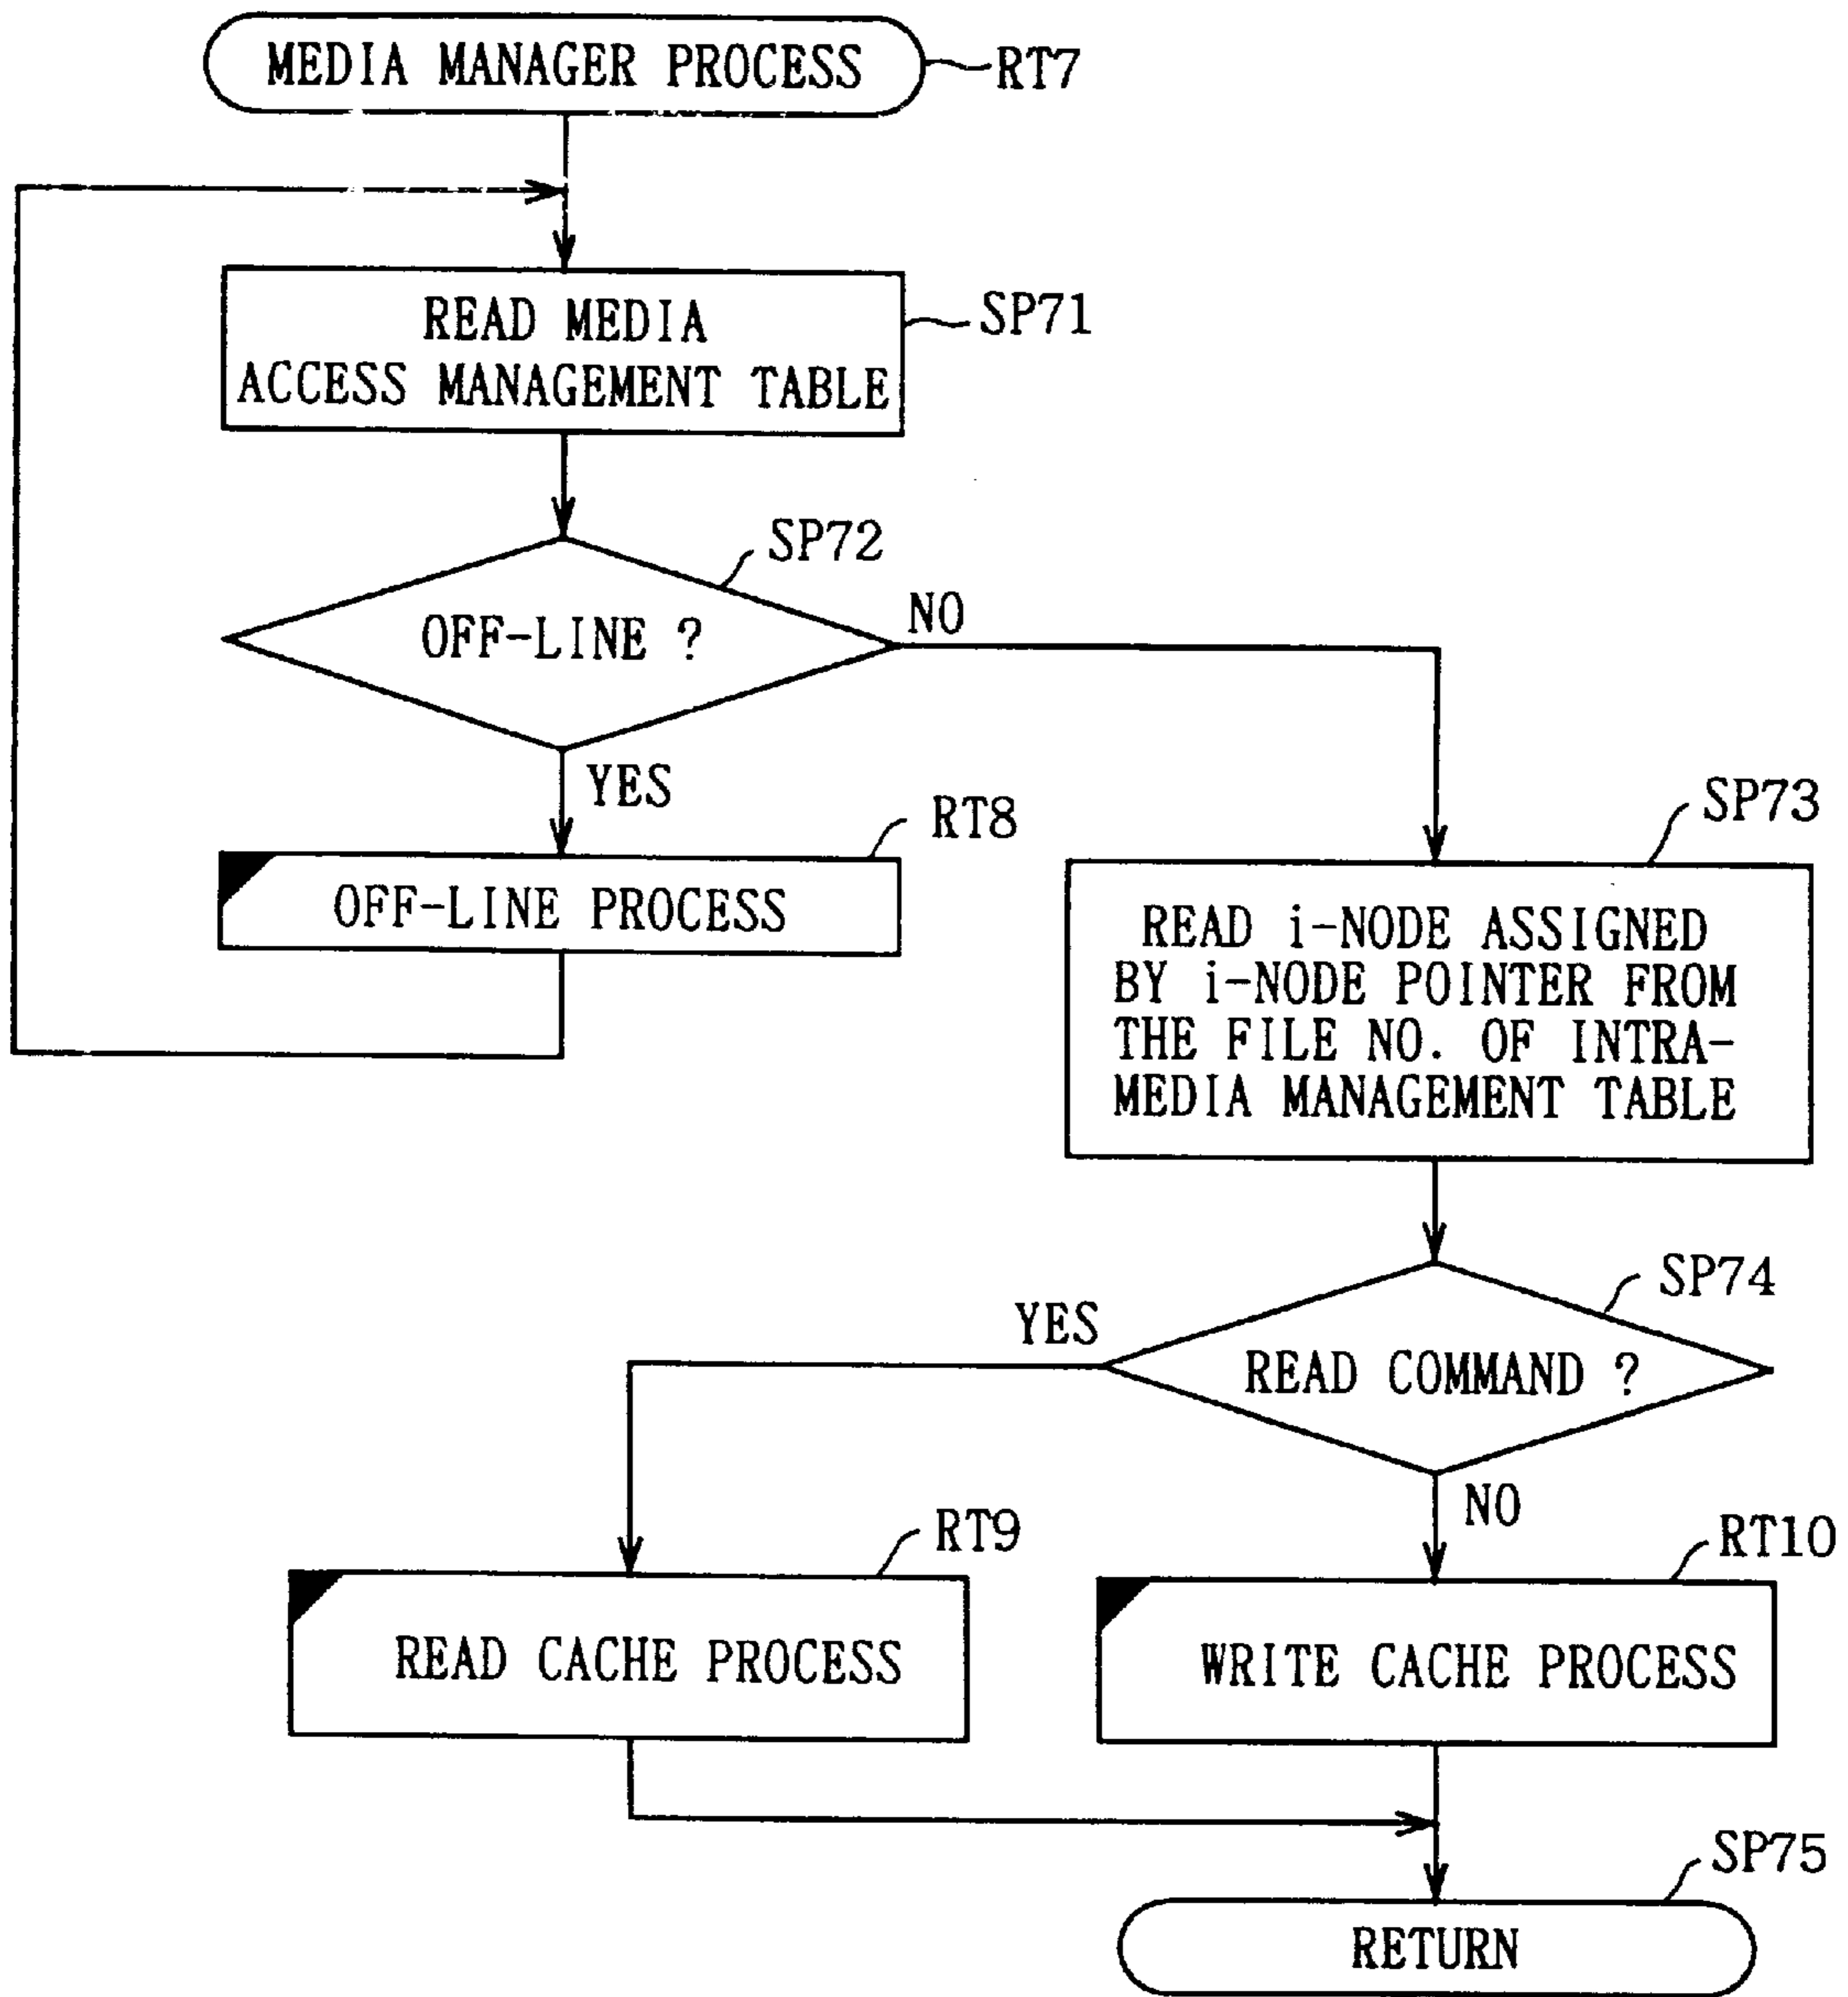 MEDIA MANAGER PROCESS
RT7
READ MEDIA
ACCESS MANAGEMENT TABLE
SP71
OFF-LINE ?
SP72
NO
YES
OFF-LINE PROCESS
RT8
SP73
READ i-NODE ASSIGNED
BY i-NODE POINTER FROM
THE FILE NO. OF INTRA-
MEDIA MANAGEMENT TABLE
SP74
YES
READ COMMAND ?
NO
RT9
READ CACHE PROCESS
RT10
WRITE CACHE PROCESS
SP75
RETURN